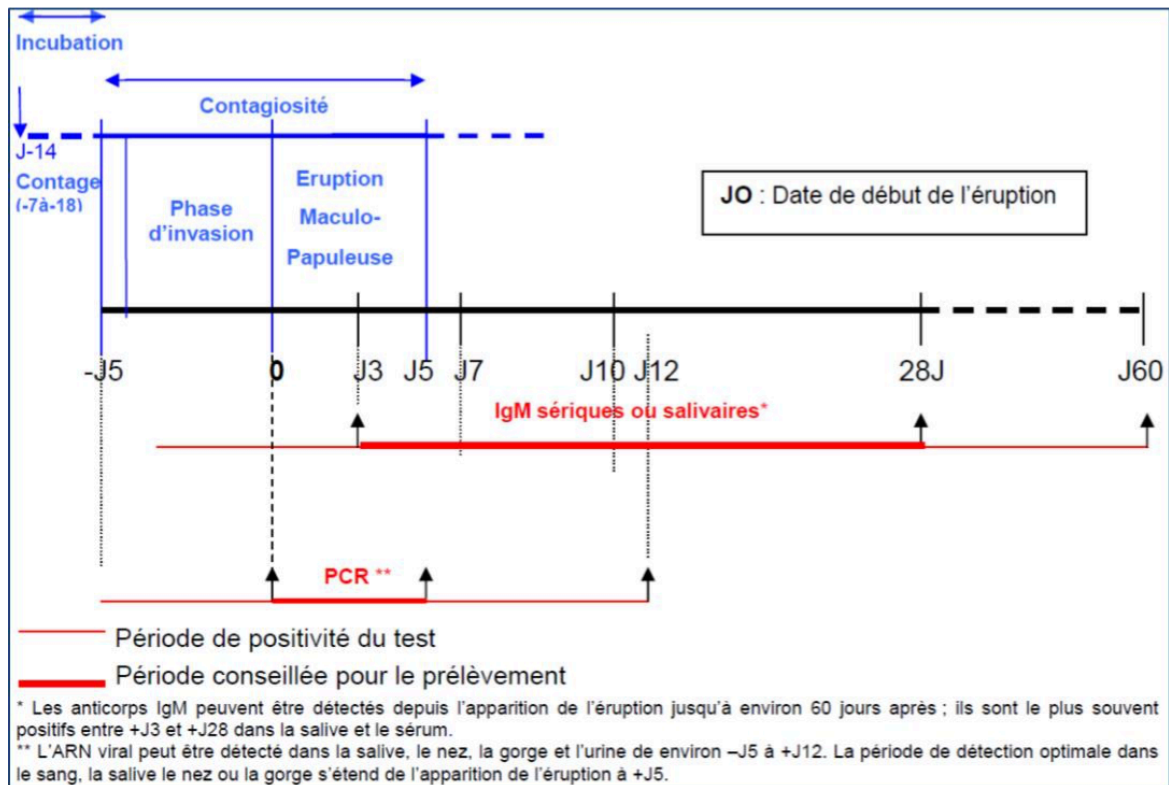 Incubation
Contagiosité
J-14
Contage
(-7à-18)
Phase
d'invasion
Eruption
Maculo-
Papuleuse
JO : Date de début de l'éruption
-J5
0
J3
J5
J7
J10
J12
28J
J60
IgM sériques ou salivaires*
PCR **
Période de positivité du test
Période conseillée pour le prélèvement
* Les anticorps IgM peuvent être détectés depuis l'apparition de l'éruption jusqu'à environ 60 jours après ; ils sont le plus souvent
positifs entre +J3 et +J28 dans la salive et le sérum.
** L'ARN viral peut être détecté dans la salive, le nez, la gorge et l'urine de environ –J5 à +J12. La période de détection optimale dans
le sang, la salive le nez ou la gorge s'étend de l'apparition de l'éruption à +J5.